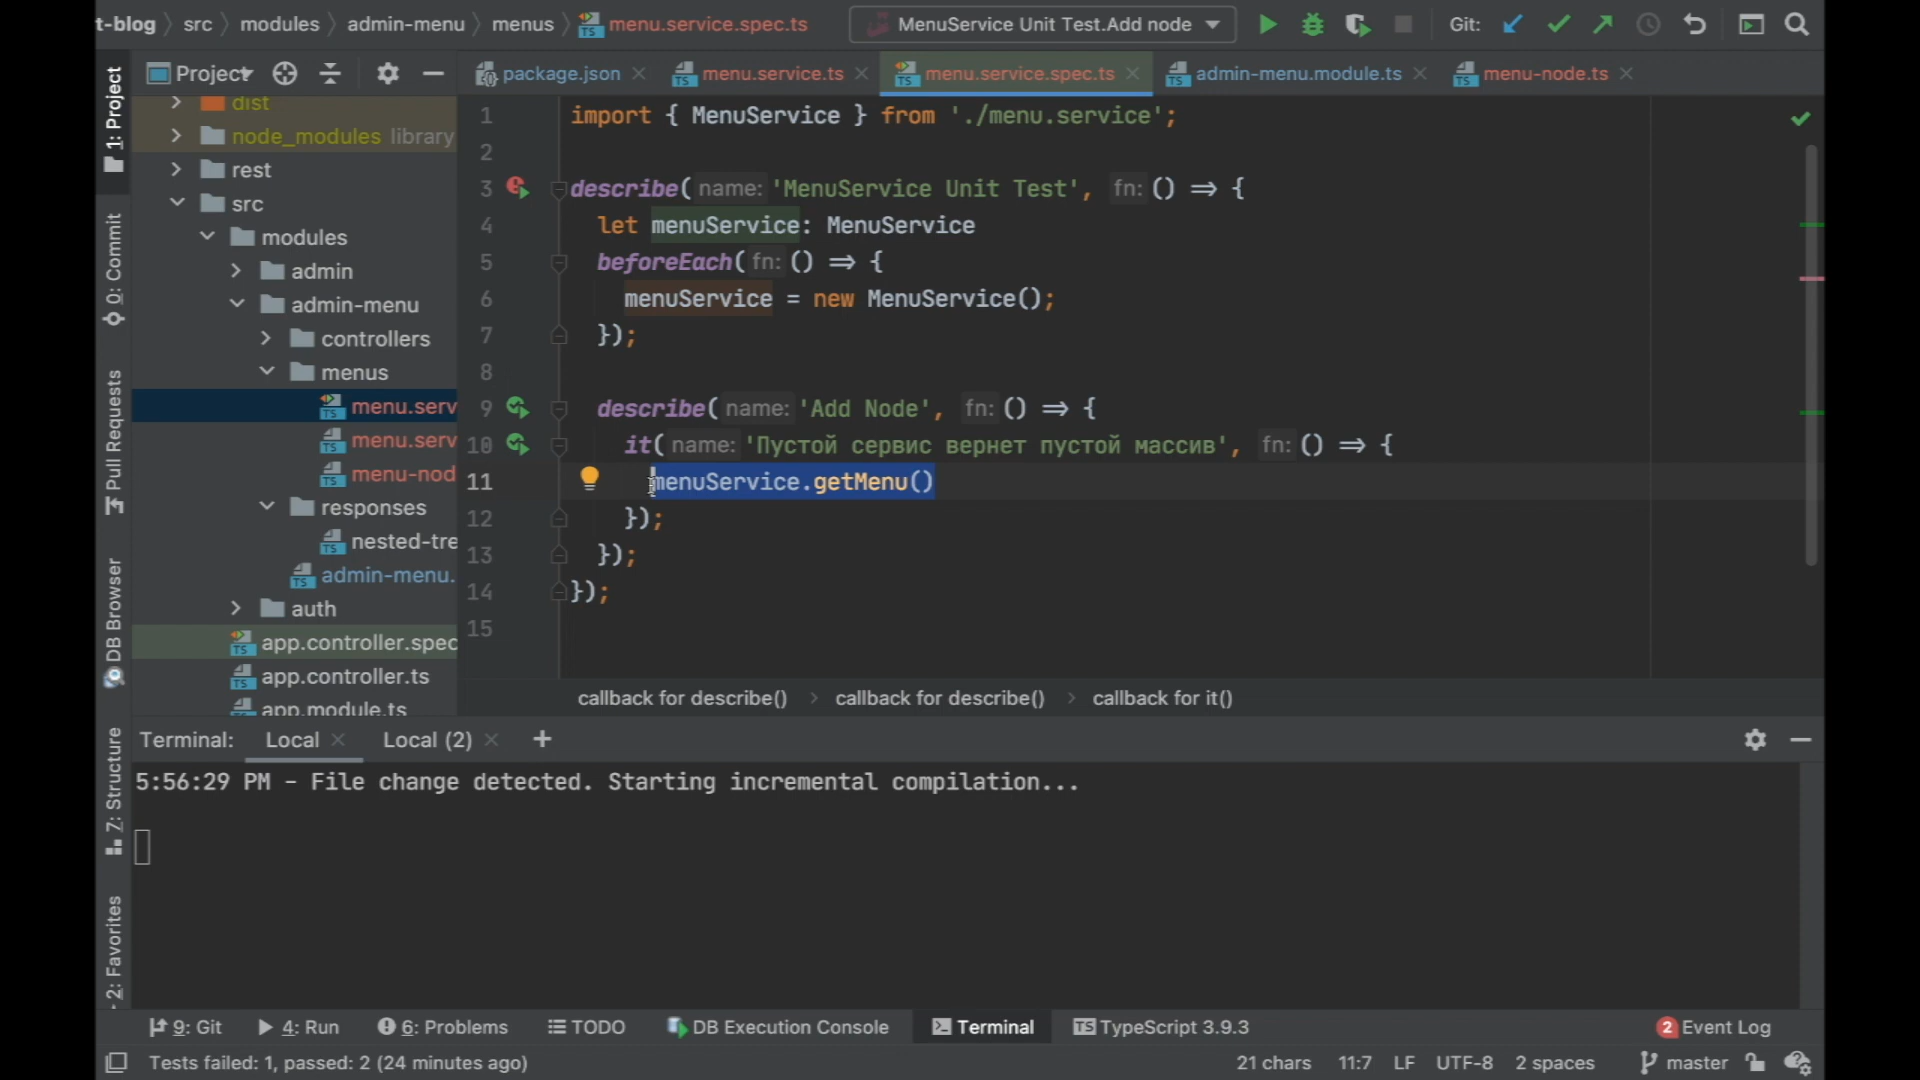 t-blog src modules admin-menu menus menu.service.spec.ts MenuService Unit Test.Add node Git:
1: Project
0: Commit
Pull Requests
DB Browser
Z: Structure
2: Favorites
Project
dist
node_modules library
rest
src
modules
admin
admin-menu
controllers
menus
menu.serv
menu.serv
menu-nod
responses
nested-tre
admin-menu.
auth
app.controller.spec
app.controller.ts
app.module.ts
package.json menu.service.ts menu.service.spec.ts admin-menu.module.ts menu-node.ts
1 import { MenuService } from './menu.service';
2
3 describe( name: 'MenuService Unit Test', fn: () => {
4 let menuService: MenuService
5 beforeEach( fn: () => {
6 menuService = new MenuService();
7 });
8
9 describe( name: 'Add Node', fn: () => {
10 it( name: 'Пустой сервис вернет пустой массив', fn: () => {
11 menuService.getMenu()
12 });
13 });
14 });
15
callback for describe() callback for describe() callback for it()
Terminal: Local Local (2) +
5:56:29 PM - File change detected. Starting incremental compilation...
9: Git 4: Run 6: Problems TODO DB Execution Console Terminal TypeScript 3.9.3 2 Event Log
Tests failed: 1, passed: 2 (24 minutes ago) 21 chars 11:7 LF UTF-8 2 spaces master